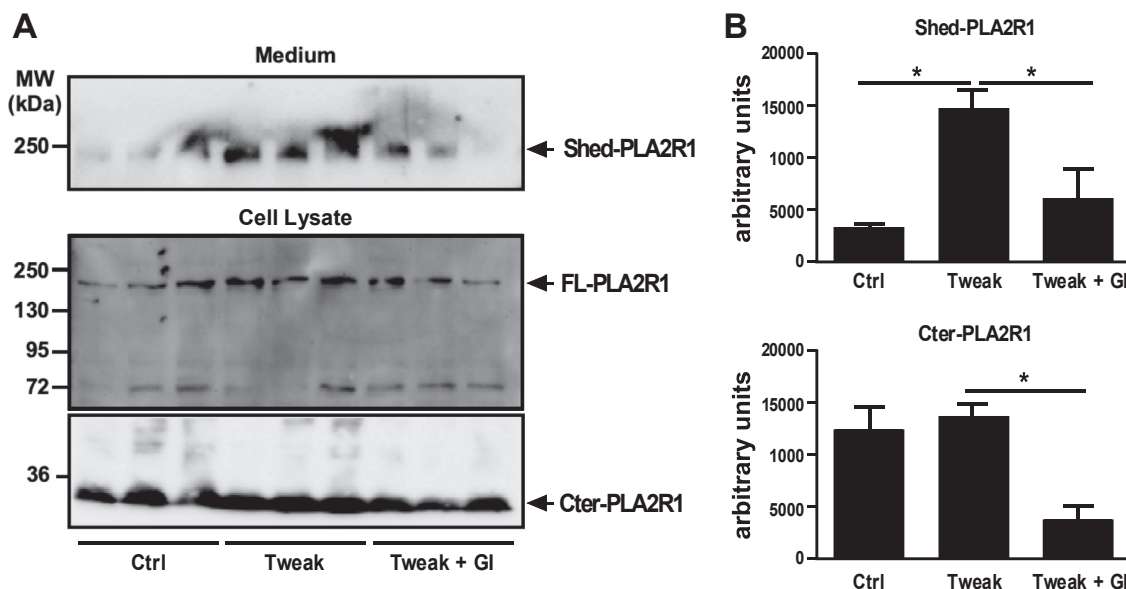 A
Medium
MW
(kDa)
250
Shed-PLA2R1
Cell Lysate
250
130
95
72
FL-PLA2R1
36
Cter-PLA2R1
Ctrl Tweak Tweak + GI
B
Shed-PLA2R1
arbitrary units
20000
15000
1000
5000
0
* *
Ctrl Tweak Tweak + GI
Cter-PLA2R1
arbitrary units
20000
15000
1000
5000
0
*
Ctrl Tweak Tweak + GI